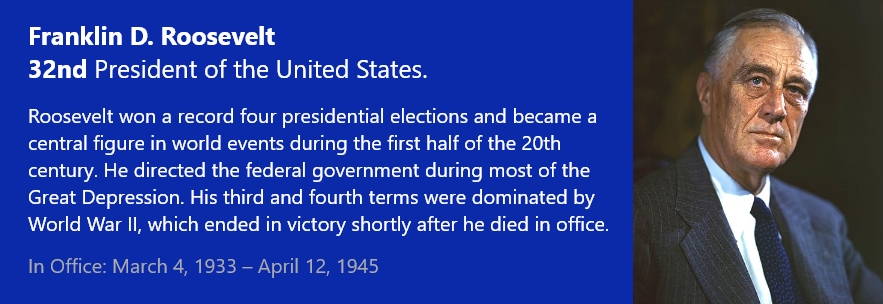 Franklin D. Roosevelt
32nd President of the United States.
Roosevelt won a record four presidential elections and became a
central figure in world events during the first half of the 20th
century. He directed the federal government during most of the
Great Depression. His third and fourth terms were dominated by
World War II, which ended in victory shortly after he died in office.
In Office: March 4, 1933 – April 12, 1945